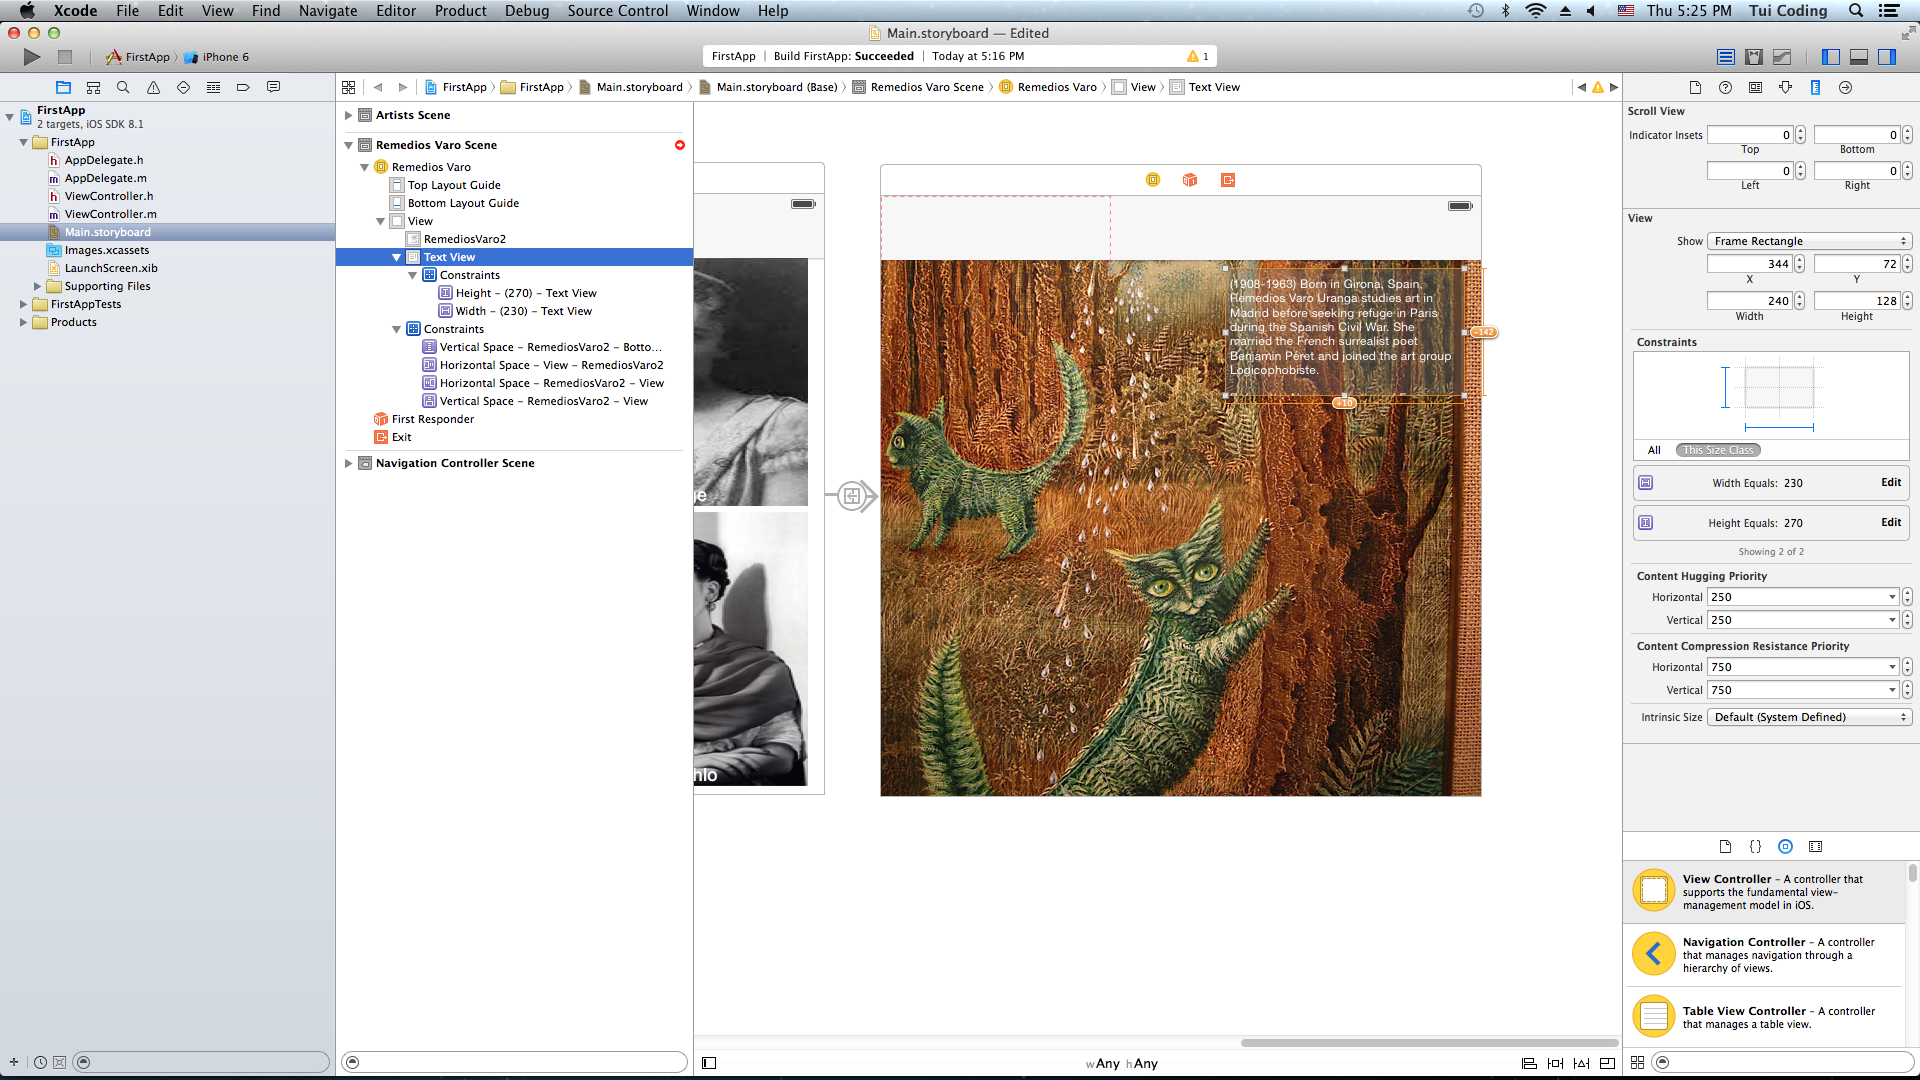 Xcode File Edit View Find Navigate Editor Product Debug Source Control Window Help Thu 5:25 PM Tui Coding
Main.storyboard — Edited
FirstApp iPhone 6
FirstApp | Build FirstApp: Succeeded | Today at 5:16 PM 1
FirstApp FirstApp Main.storyboard Main.storyboard (Base) Remedios Varo Scene Remedios Varo View Text View
FirstApp
2 targets, iOS SDK 8.1
FirstApp
h AppDelegate.h
m AppDelegate.m
h ViewController.h
m ViewController.m
Main.storyboard
Images.xcassets
LaunchScreen.xib
Supporting Files
FirstAppTests
Products
Artists Scene
Remedios Varo Scene
Remedios Varo
Top Layout Guide
Bottom Layout Guide
View
RemediosVaro2
Text View
Constraints
Height - (270) - Text View
Width - (230) - Text View
Constraints
Vertical Space - RemediosVaro2 - Botto...
Horizontal Space - View - RemediosVaro2
Horizontal Space - RemediosVaro2 - View
Vertical Space - RemediosVaro2 - View
First Responder
Exit
Navigation Controller Scene
(1908-1963) Born in Girona, Spain,
Remedios Varo Uranga studies art in
Madrid before seeking refuge in Paris
during the Spanish Civil War. She
married the French surrealist poet
Benjamin Péret and joined the art group
Logicophobiste.
-142
+10
hlo
wAny hAny
Scroll View
Indicator Insets 0 0
Top Bottom
0 0
Left Right
View
Show Frame Rectangle
344 72
X Y
240 128
Width Height
Constraints
All This Size Class
Width Equals: 230 Edit
Height Equals: 270 Edit
Showing 2 of 2
Content Hugging Priority
Horizontal 250
Vertical 250
Content Compression Resistance Priority
Horizontal 750
Vertical 750
Intrinsic Size Default (System Defined)
View Controller - A controller that
supports the fundamental view-
management model in iOS.
Navigation Controller - A controller
that manages navigation through a
hierarchy of views.
Table View Controller - A controller
that manages a table view.